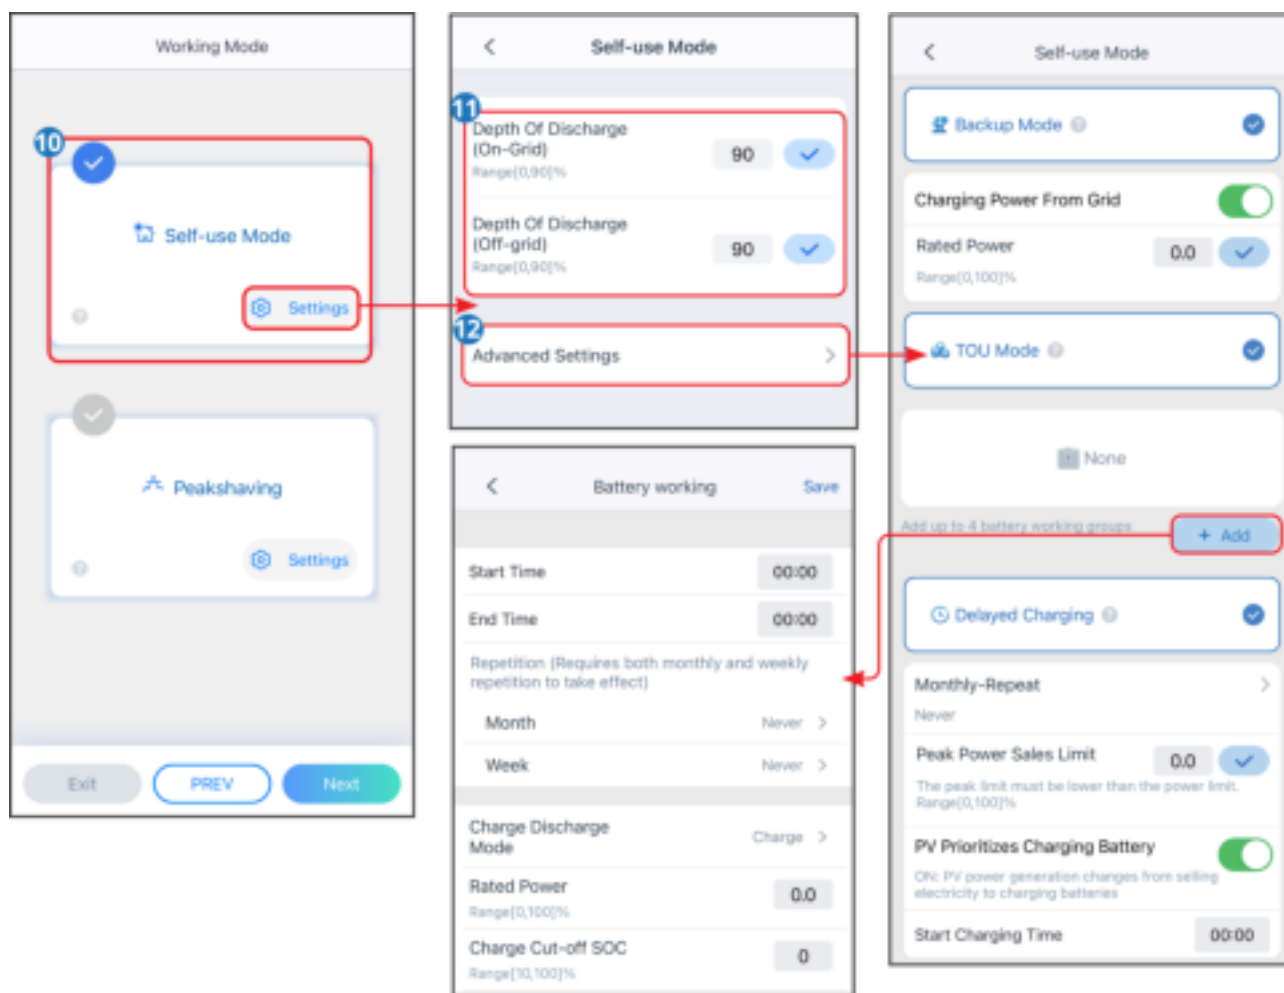 Working Mode
10
Self-use Mode
Settings
Peakshaving
Settings
Exit
PREV
Next
Self-use Mode
11
Depth Of Discharge
(On-Grid)
90
Range[0,90]%
Depth Of Discharge
(Off-grid)
90
Range[0,90]%
12
Advanced Settings
Battery working
Save
Start Time
00:00
End Time
00:00
Repetition (Requires both monthly and weekly
repetition to take effect)
Month
Never
Week
Never
Charge Discharge
Mode
Charge
Rated Power
0.0
Range[0,100]%
Charge Cut-off SOC
0
Range[10,100]%
Self-use Mode
Backup Mode
Charging Power From Grid
Rated Power
0.0
Range[0,100]%
TOU Mode
None
Add up to 4 battery working groups
+ Add
Delayed Charging
Monthly-Repeat
Never
Peak Power Sales Limit
0.0
The peak limit must be lower than the power limit.
Range[0,100]%
PV Prioritizes Charging Battery
ON: PV power generation changes from selling
electricity to charging batteries
Start Charging Time
00:00